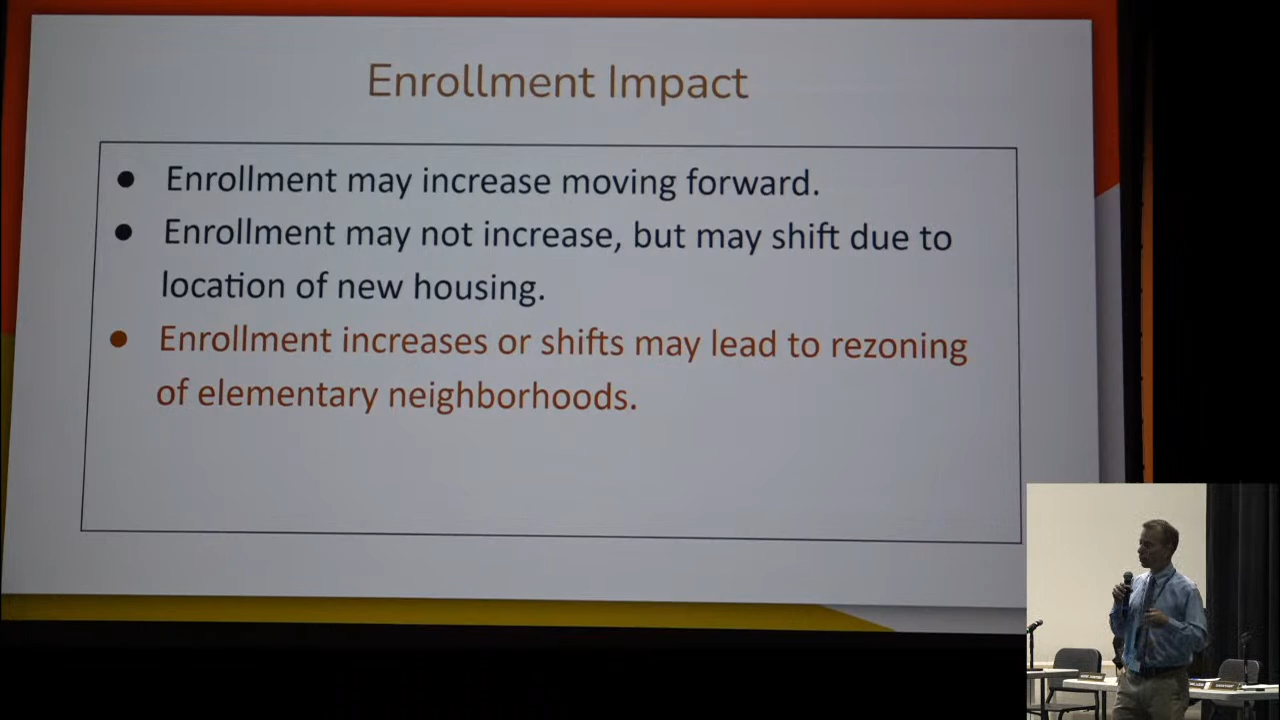 Enrollment Impact
● Enrollment may increase moving forward.
● Enrollment may not increase, but may shift due to
location of new housing.
● Enrollment increases or shifts may lead to rezoning
of elementary neighborhoods.